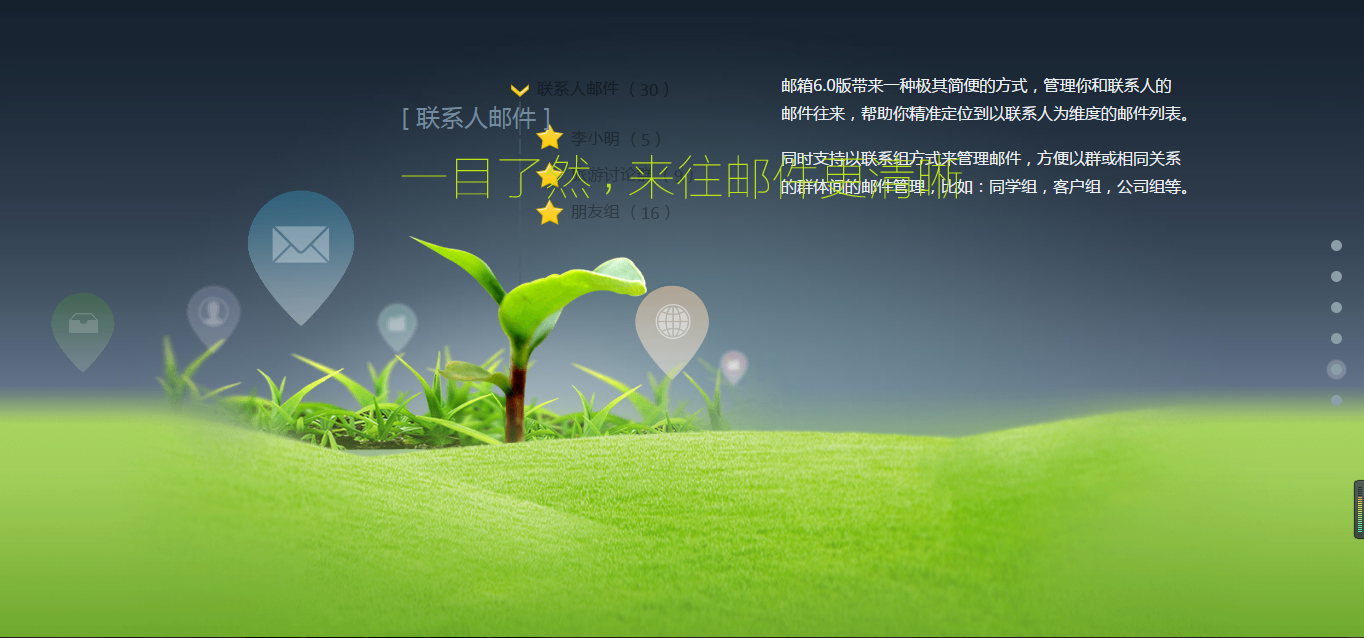 联系人邮件（30）
[ 联系人邮件 ]
李小明（5）
朋友组（16）
一目了然，来往邮件更清晰
邮箱6.0版带来一种极其简便的方式，管理你和联系人的
邮件往来，帮助你精准定位到以联系人为维度的邮件列表。
同时支持以联系组方式来管理邮件，方便以群或相同关系
的群体间的邮件管理，比如：同学组，客户组，公司组等。